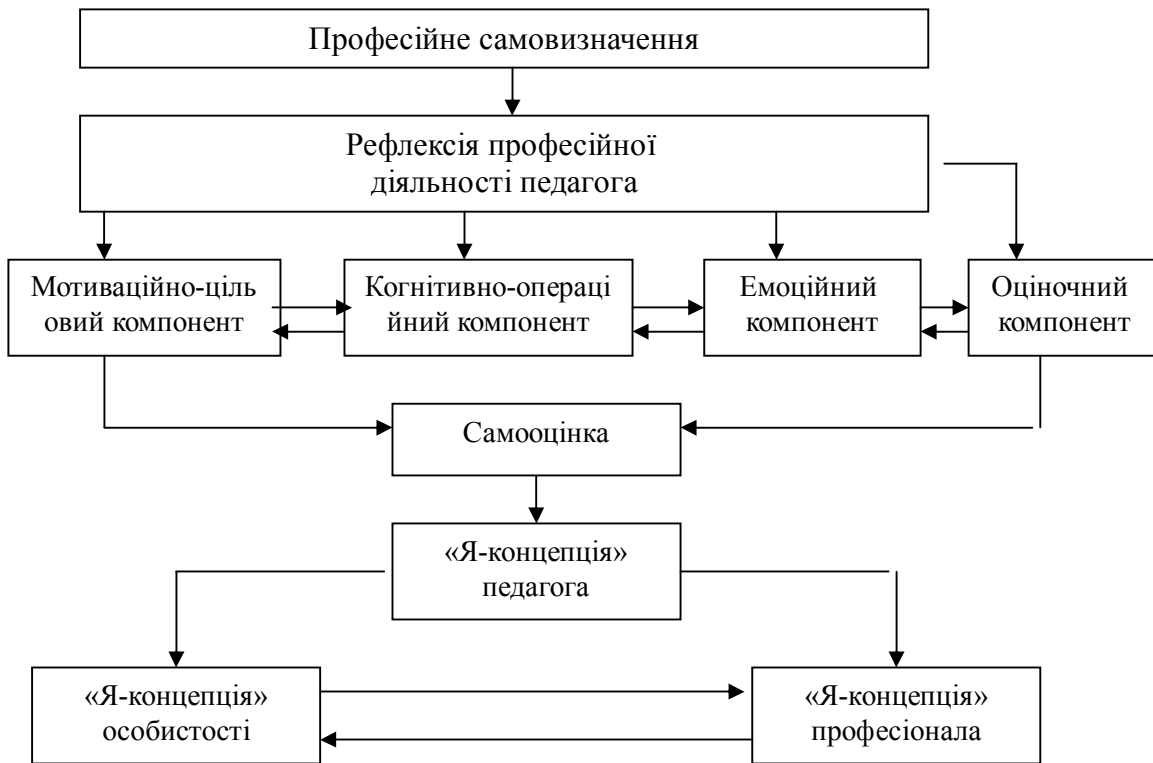 Професійне самовизначення
Рефлексія професійної
діяльності педагога
Мотиваційно-ціль
овий компонент
Когнітивно-операці
йний компонент
Емоційний
компонент
Оціночний
компонент
Самооцінка
«Я-концепція»
педагога
«Я-концепція»
особистості
«Я-концепція»
професіонала